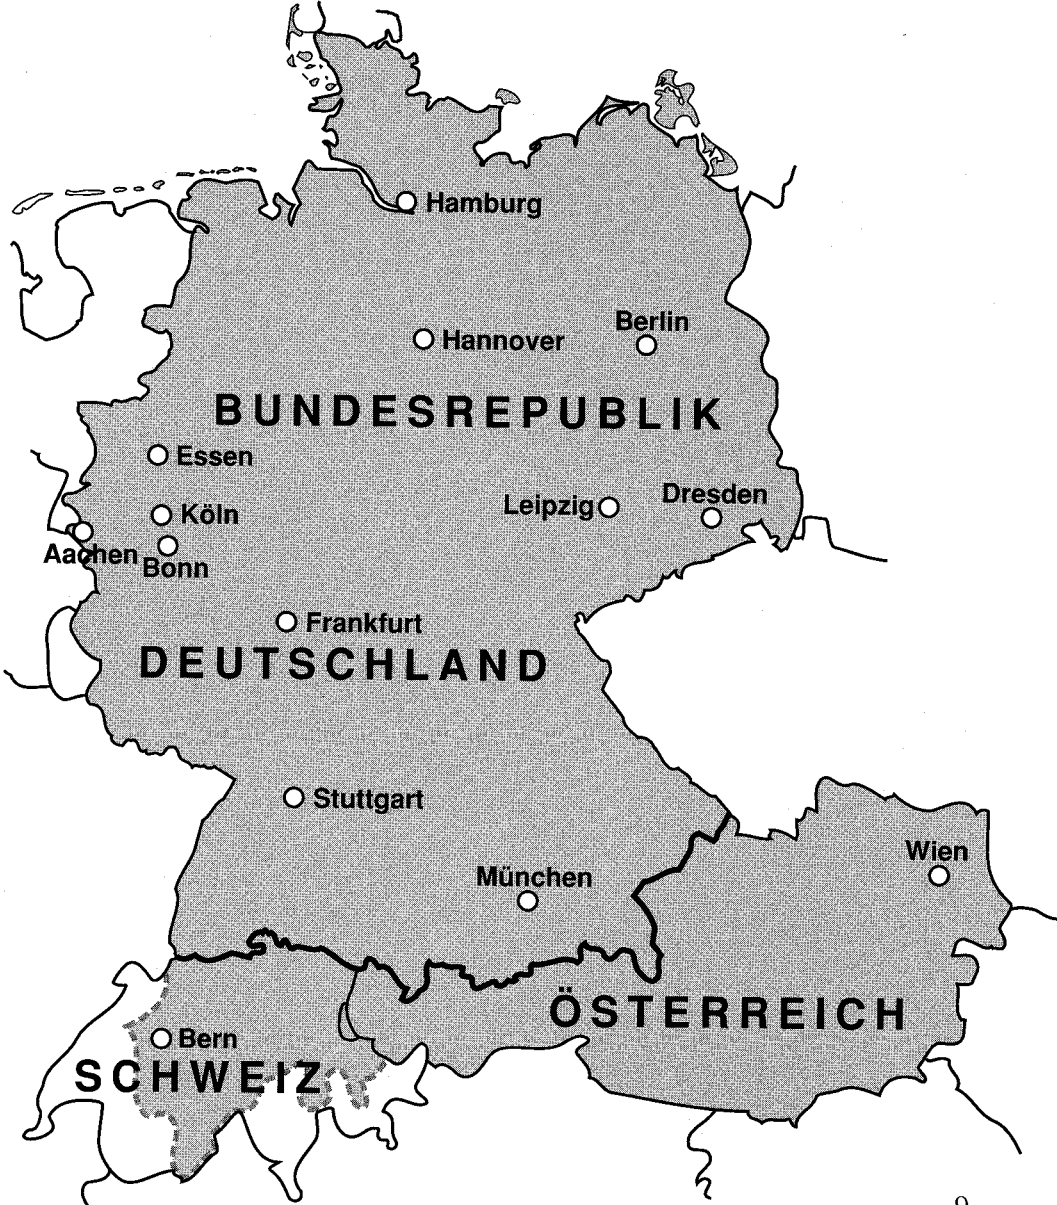 Hamburg
Berlin
Hannover
BUNDESREPUBLIK
Essen
Leipzig
Dresden
Köln
Aachen
Bonn
Frankfurt
DEUTSCHLAND
Stuttgart
Wien
München
ÖSTERREICH
Bern
SCHWEIZ